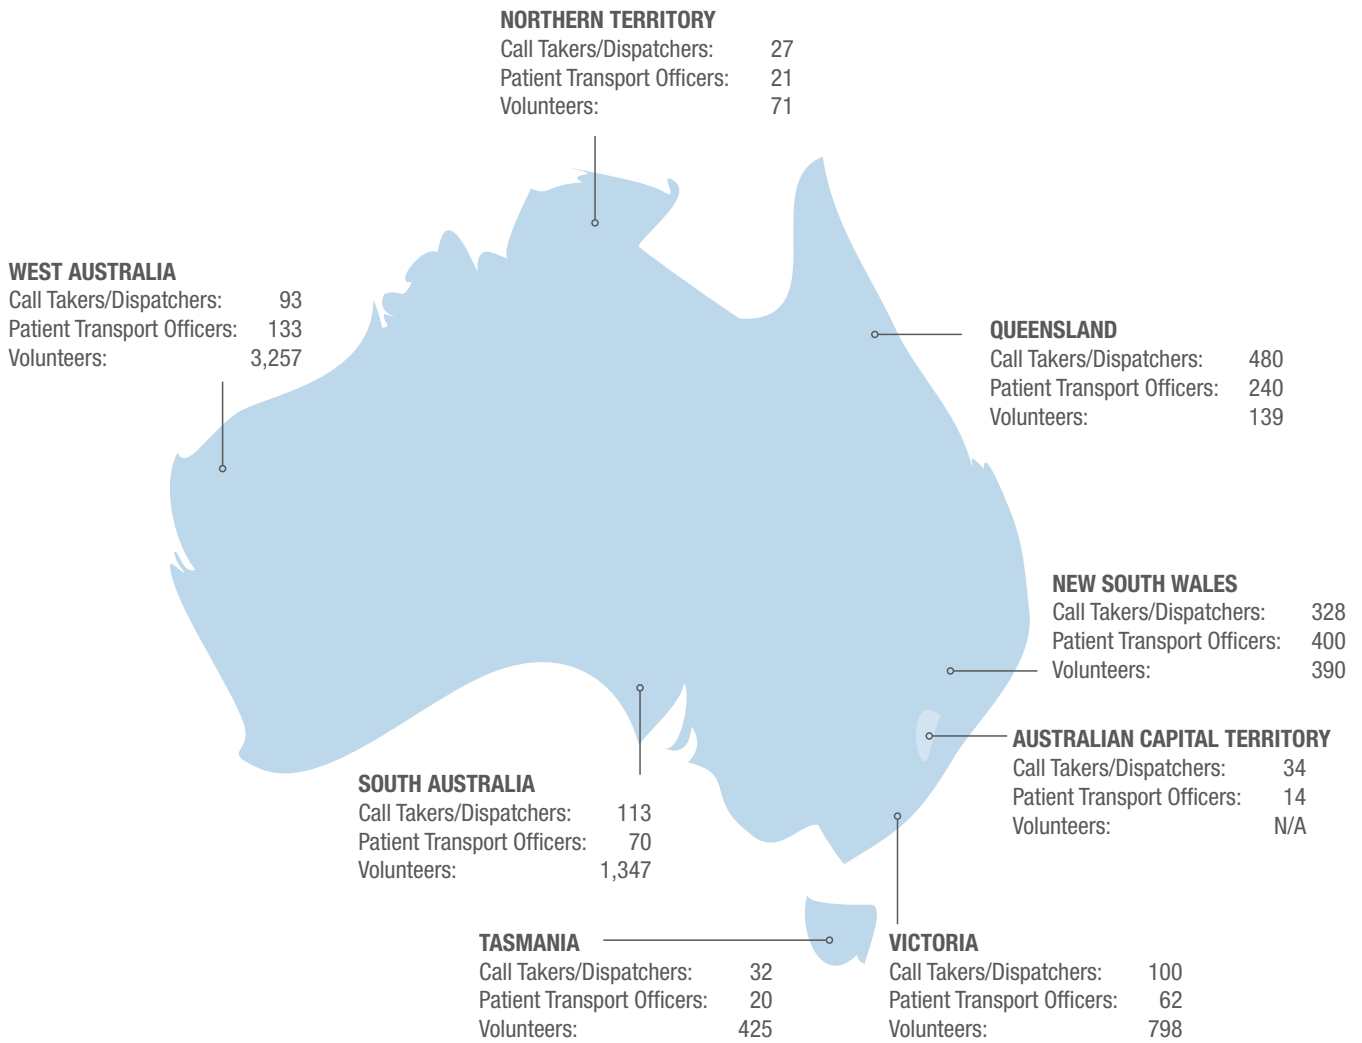 NORTHERN TERRITORY
Call Takers/Dispatchers: 27
Patient Transport Officers: 21
Volunteers: 71
WEST AUSTRALIA
Call Takers/Dispatchers: 93
Patient Transport Officers: 133
Volunteers: 3,257
QUEENSLAND
Call Takers/Dispatchers: 480
Patient Transport Officers: 240
Volunteers: 139
NEW SOUTH WALES
Call Takers/Dispatchers: 328
Patient Transport Officers: 400
Volunteers: 390
AUSTRALIAN CAPITAL TERRITORY
Call Takers/Dispatchers: 34
Patient Transport Officers: 14
Volunteers: N/A
SOUTH AUSTRALIA
Call Takers/Dispatchers: 113
Patient Transport Officers: 70
Volunteers: 1,347
TASMANIA
Call Takers/Dispatchers: 32
Patient Transport Officers: 20
Volunteers: 425
VICTORIA
Call Takers/Dispatchers: 100
Patient Transport Officers: 62
Volunteers: 798